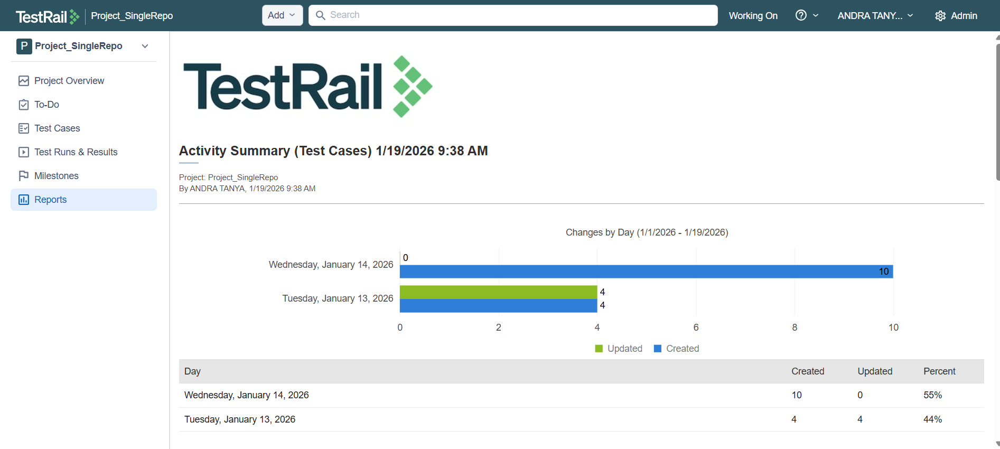 TestRail
Project_SingleRepo
Add
Search
Working On
ANDRA TANY...
Admin
P Project_SingleRepo
Project Overview
To-Do
Test Cases
Test Runs & Results
Milestones
Reports
TestRail
Activity Summary (Test Cases) 1/19/2026 9:38 AM
Project: Project_SingleRepo
By ANDRA TANYA, 1/19/2026 9:38 AM
Changes by Day (1/1/2026 - 1/19/2026)
0
Wednesday, January 14, 2026
10
4
Tuesday, January 13, 2026
4
0 2 4 6 8 10
Updated Created
Day Created Updated Percent
Wednesday, January 14, 2026 10 0 55%
Tuesday, January 13, 2026 4 4 44%